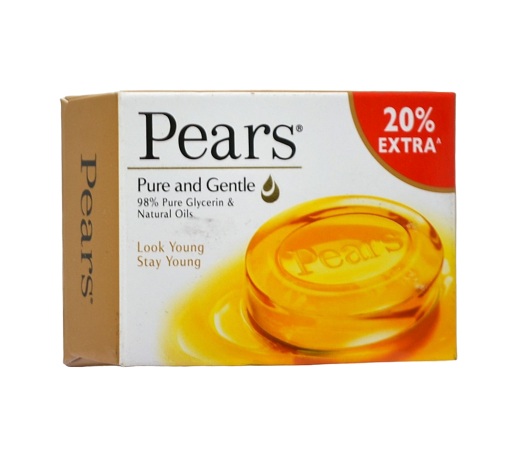 Pears®
20%
EXTRA^
Pure and Gentle
98% Pure Glycerin &
Natural Oils
Look Young
Stay Young
Pears
Pears®